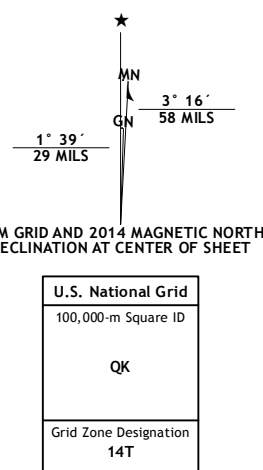 MN
3° 16´
GN
58 MILS
1° 39´
29 MILS
M GRID AND 2014 MAGNETIC NORTH
ECLINATION AT CENTER OF SHEET
U.S. National Grid
100,000-m Square ID
QK
Grid Zone Designation
14T